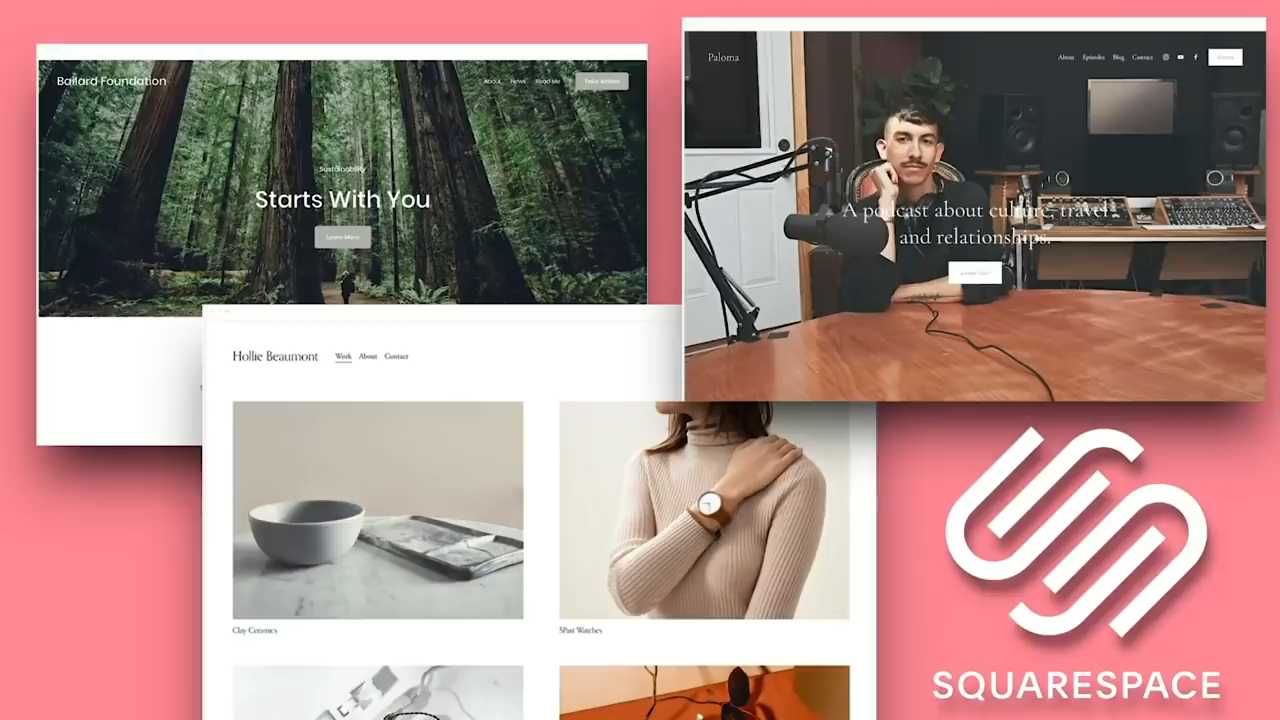 Bailard Foundation
About News Read Me Take Action
Sustainability
Starts With You
Learn More
Paloma
About Episodes Blog Contact
A podcast about culture, travel
and relationships.
Hollie Beaumont Work About Contact
Clay Ceramics
5Past Watches
SQUARESPACE